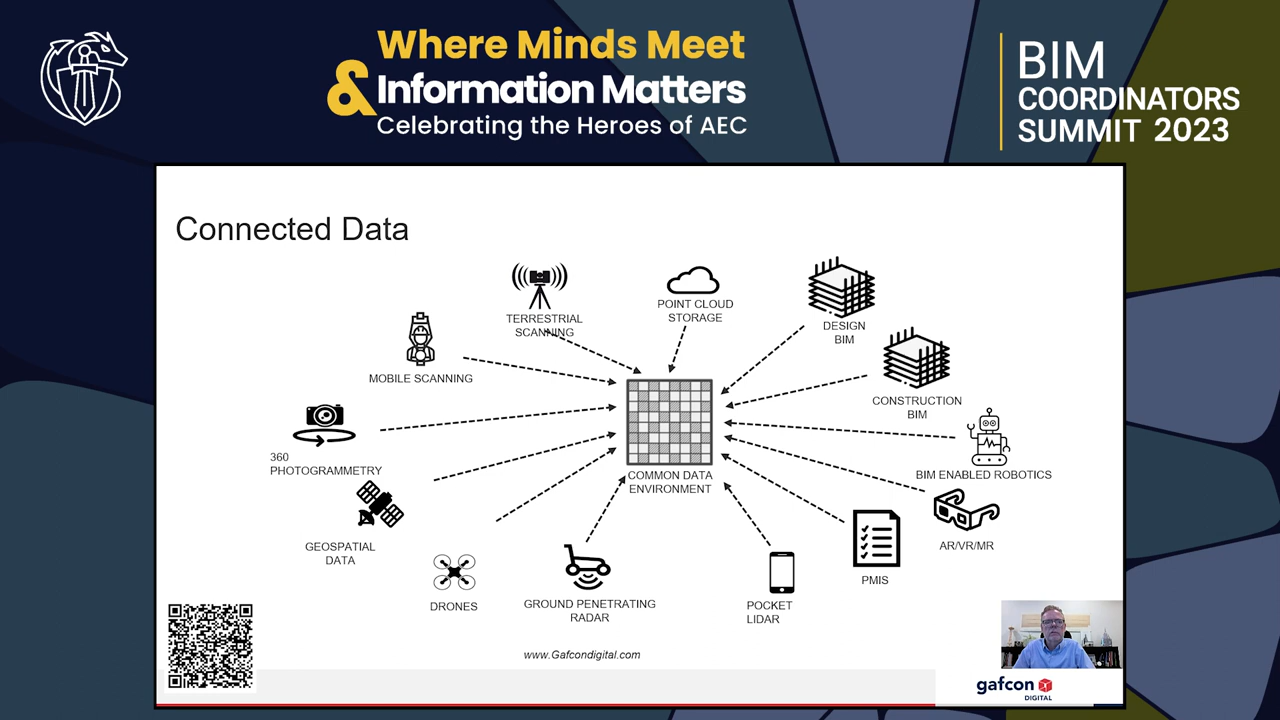 Where Minds Meet
& Information Matters
Celebrating the Heroes of AEC
BIM
COORDINATORS
SUMMIT 2023
Connected Data
TERRESTRIAL
SCANNING
POINT CLOUD
STORAGE
DESIGN
BIM
MOBILE SCANNING
CONSTRUCTION
BIM
360
PHOTOGRAMMETRY
COMMON DATA
ENVIRONMENT
BIM ENABLED ROBOTICS
GEOSPATIAL
DATA
AR/VR/MR
PMIS
DRONES
GROUND PENETRATING
RADAR
POCKET
LIDAR
www.Gafcondigital.com
gafcon
DIGITAL